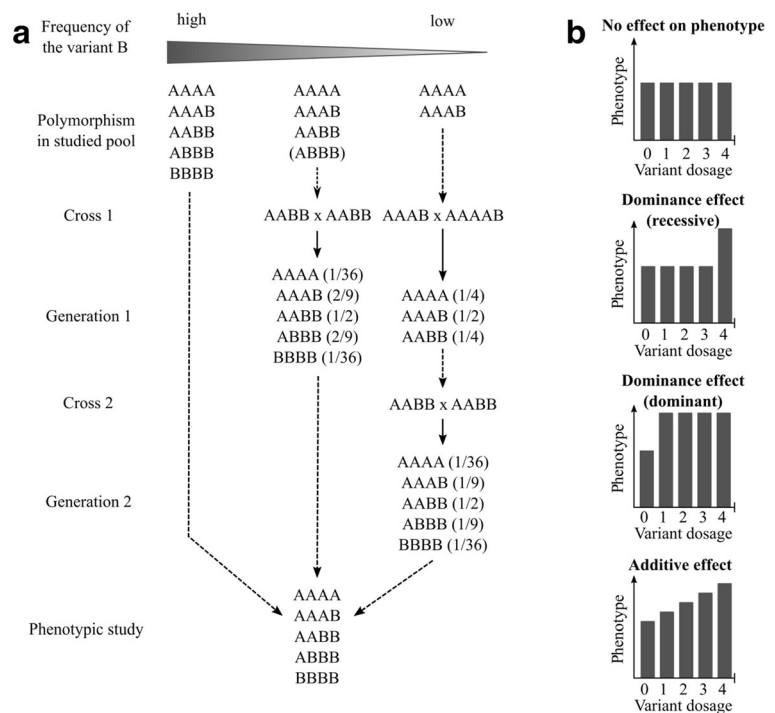 a
Frequency of
the variant B
high
low
Polymorphism
in studied pool
AAAA
AAAB
AABB
ABBB
BBBB
AAAA
AAAB
AABB
(ABBB)
AAAA
AAAB
Cross 1
AABB x AABB
AAAB x AAAAB
Generation 1
AAAA (1/36)
AAAB (2/9)
AABB (1/2)
ABBB (2/9)
BBBB (1/36)
AAAA (1/4)
AAAB (1/2)
AABB (1/4)
Cross 2
AABB x AABB
Generation 2
AAAA (1/36)
AAAB (1/9)
AABB (1/2)
ABBB (1/9)
BBBB (1/36)
Phenotypic study
AAAA
AAAB
AABB
ABBB
BBBB
b
No effect on phenotype
Phenotype
0 1 2 3 4
Variant dosage
Dominance effect
(recessive)
Phenotype
0 1 2 3 4
Variant dosage
Dominance effect
(dominant)
Phenotype
0 1 2 3 4
Variant dosage
Additive effect
Phenotype
0 1 2 3 4
Variant dosage